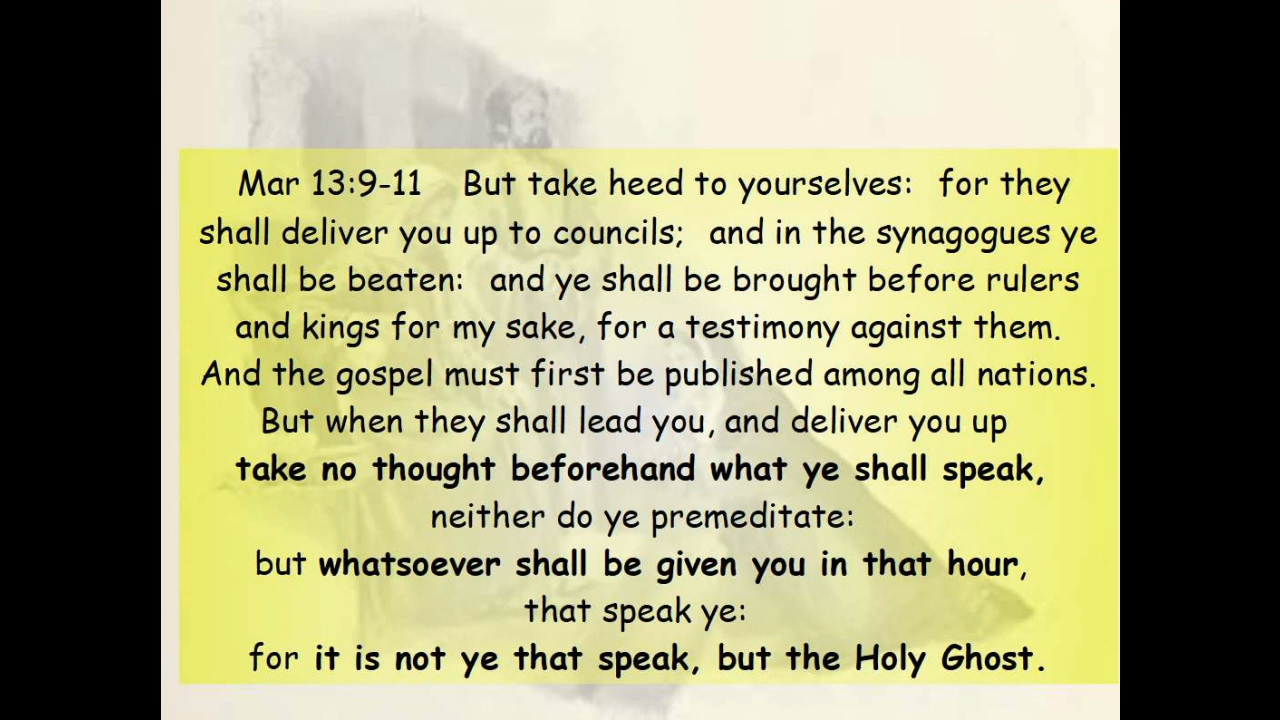 Mar 13:9-11 But take heed to yourselves: for they
shall deliver you up to councils; and in the synagogues ye
shall be beaten: and ye shall be brought before rulers
and kings for my sake, for a testimony against them.
And the gospel must first be published among all nations.
But when they shall lead you, and deliver you up
take no thought beforehand what ye shall speak,
neither do ye premeditate:
but whatsoever shall be given you in that hour,
that speak ye:
for it is not ye that speak, but the Holy Ghost.